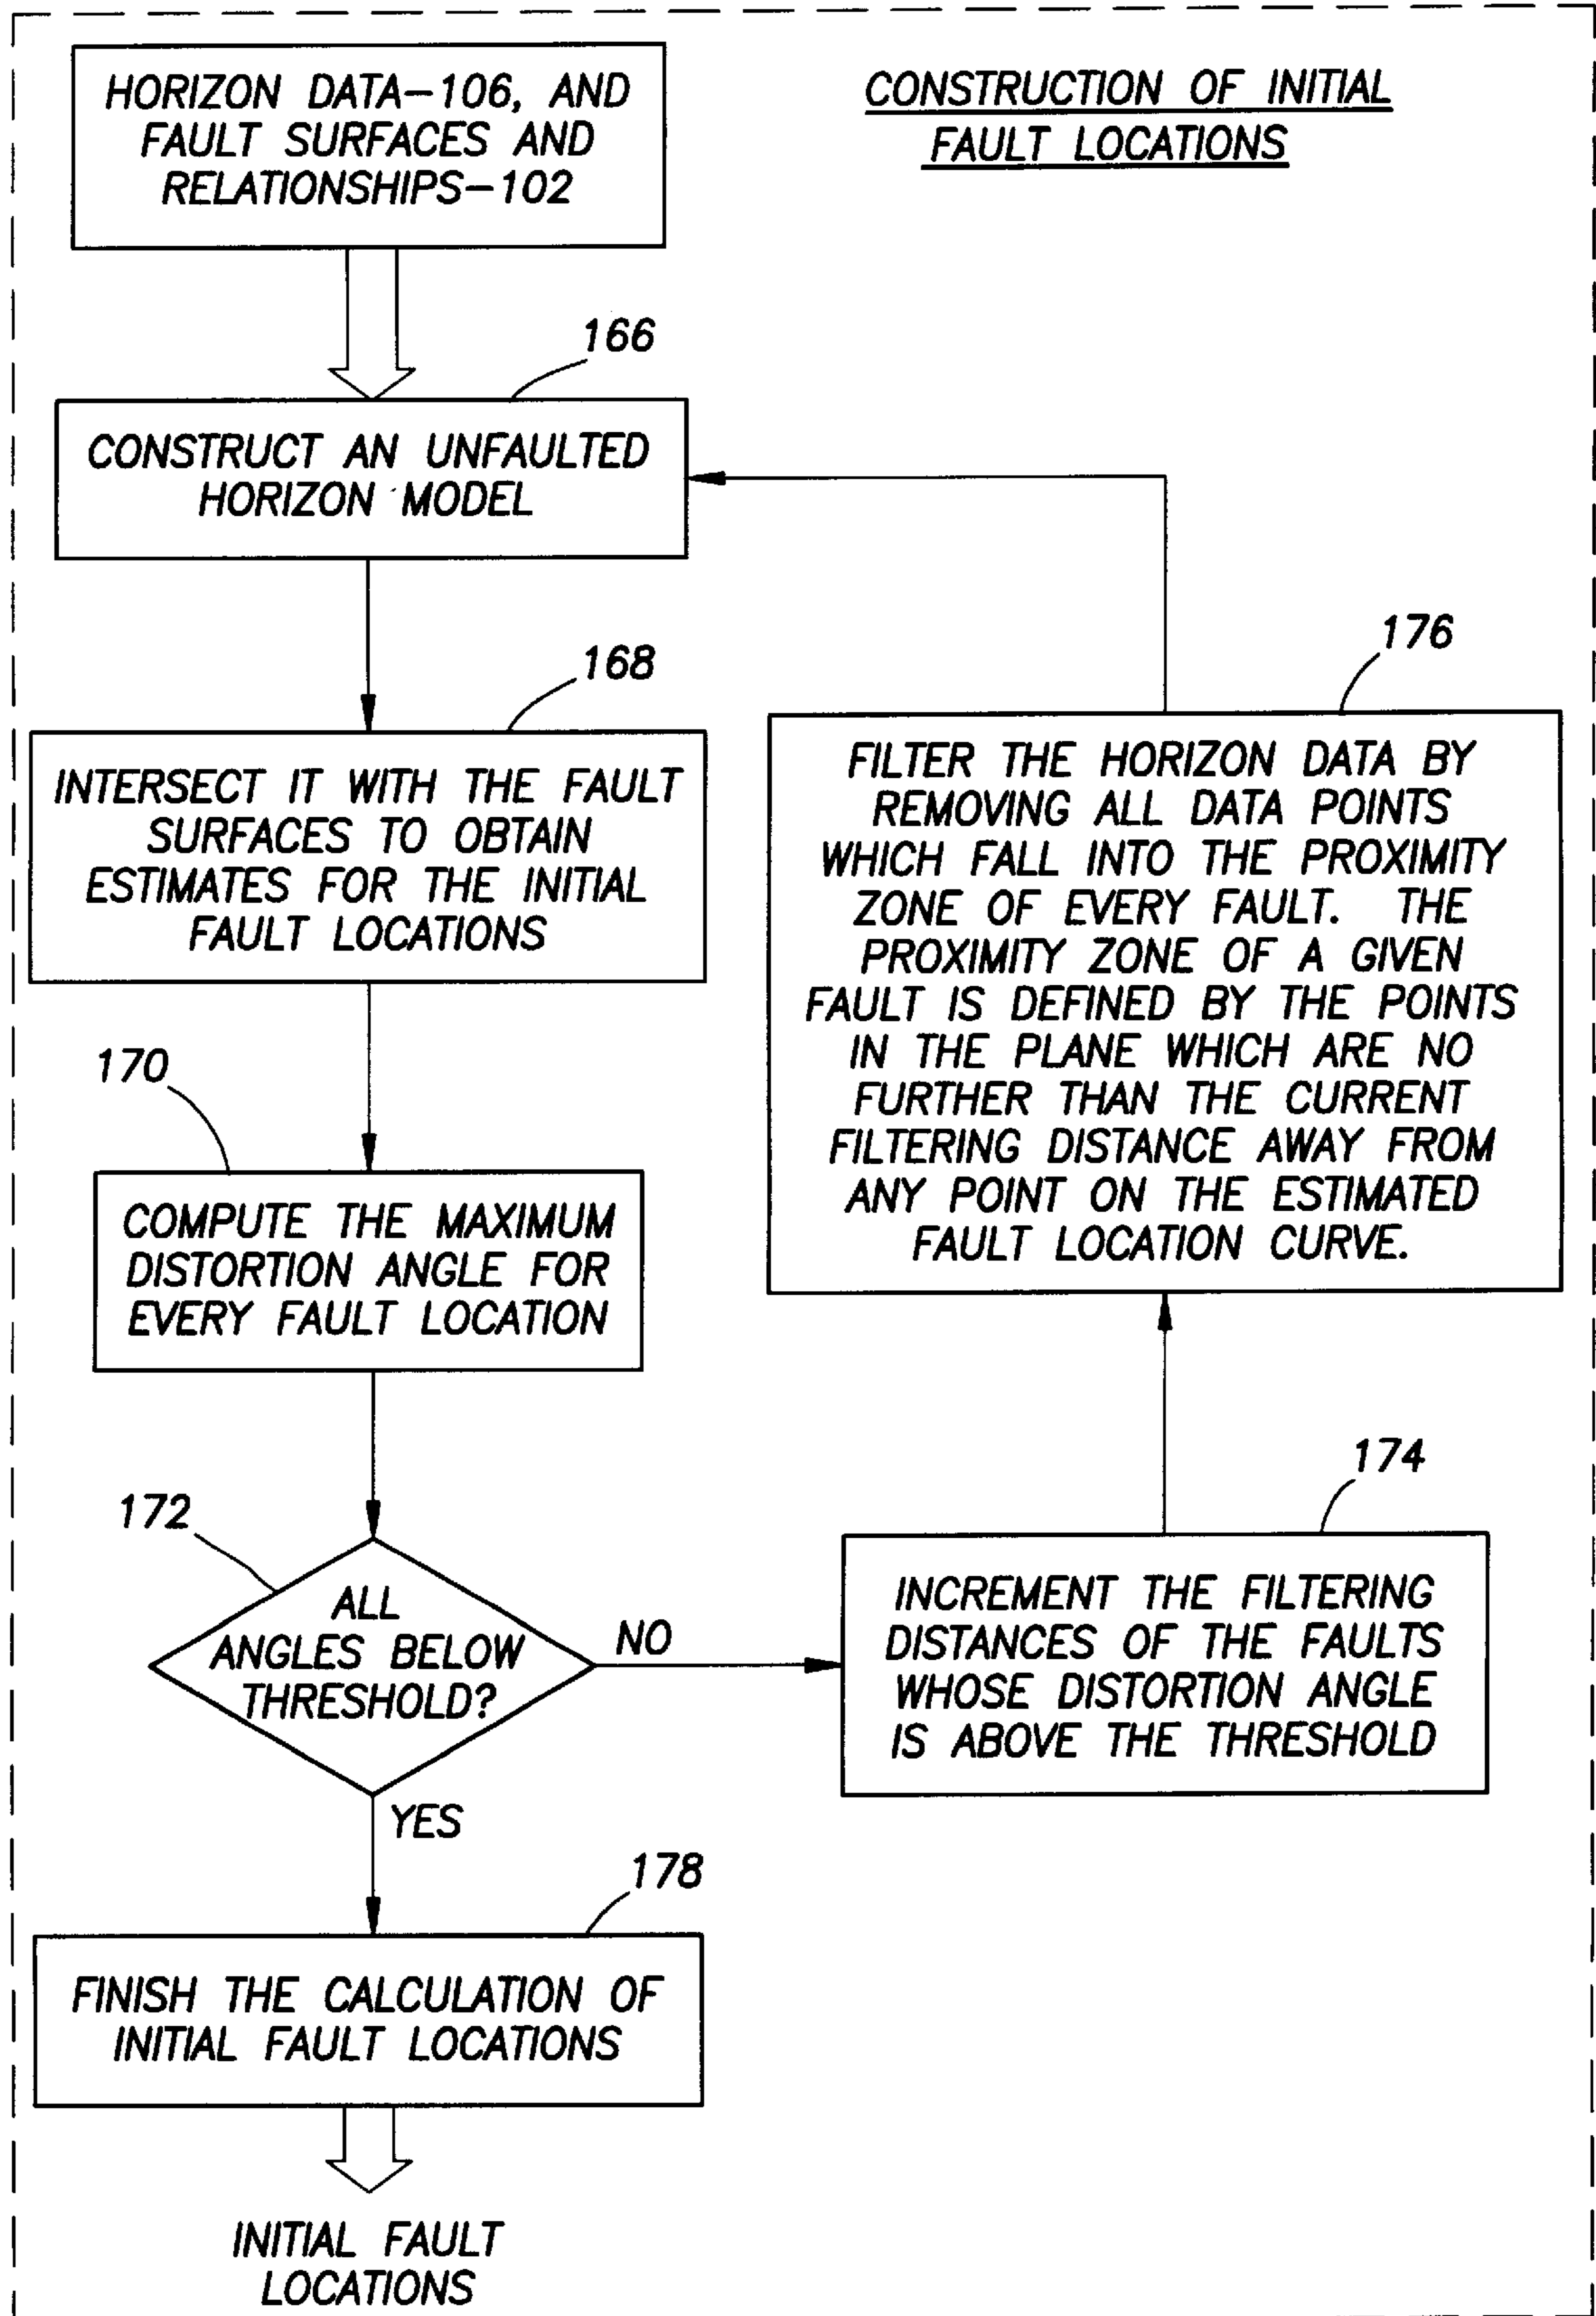 CONSTRUCTION OF INITIAL
FAULT LOCATIONS
HORIZON DATA-106, AND
FAULT SURFACES AND
RELATIONSHIPS-102
166
CONSTRUCT AN UNFAULTED
HORIZON MODEL
168
INTERSECT IT WITH THE FAULT
SURFACES TO OBTAIN
ESTIMATES FOR THE INITIAL
FAULT LOCATIONS
170
COMPUTE THE MAXIMUM
DISTORTION ANGLE FOR
EVERY FAULT LOCATION
172
ALL
ANGLES BELOW
THRESHOLD?
NO
174
INCREMENT THE FILTERING
DISTANCES OF THE FAULTS
WHOSE DISTORTION ANGLE
IS ABOVE THE THRESHOLD
176
FILTER THE HORIZON DATA BY
REMOVING ALL DATA POINTS
WHICH FALL INTO THE PROXIMITY
ZONE OF EVERY FAULT. THE
PROXIMITY ZONE OF A GIVEN
FAULT IS DEFINED BY THE POINTS
IN THE PLANE WHICH ARE NO
FURTHER THAN THE CURRENT
FILTERING DISTANCE AWAY FROM
ANY POINT ON THE ESTIMATED
FAULT LOCATION CURVE.
YES
178
FINISH THE CALCULATION OF
INITIAL FAULT LOCATIONS
INITIAL FAULT
LOCATIONS